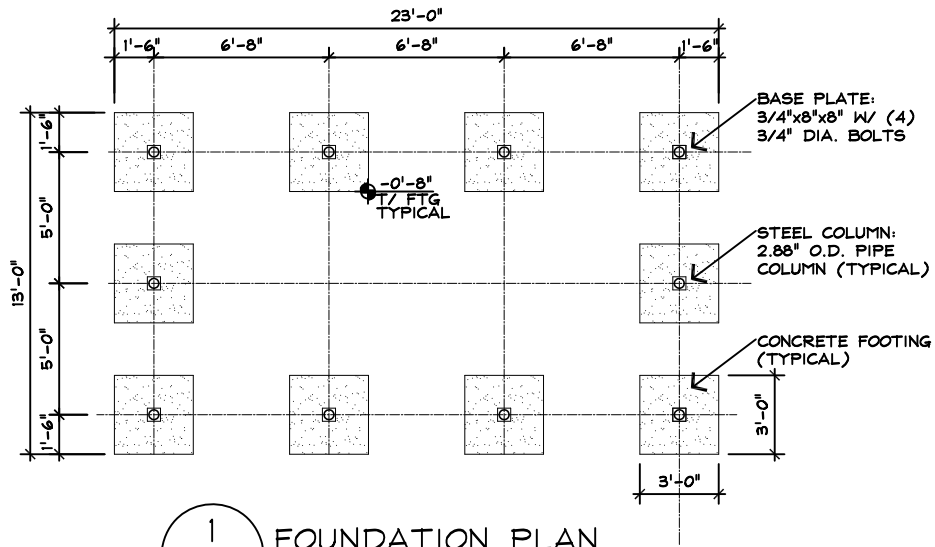 23'-0"
1'-6" 6'-8" 6'-8" 6'-8" 1'-6"
BASE PLATE:
3/4"x8"x8" W/ (4)
3/4" DIA. BOLTS
1'-6"
-0'-8"
T/ FTG
TYPICAL
5'-0"
STEEL COLUMN:
2.88" O.D. PIPE
COLUMN (TYPICAL)
13'-0"
5'-0"
CONCRETE FOOTING
(TYPICAL)
1'-6"
3'-0"
3'-0"
1
FOUNDATION PLAN